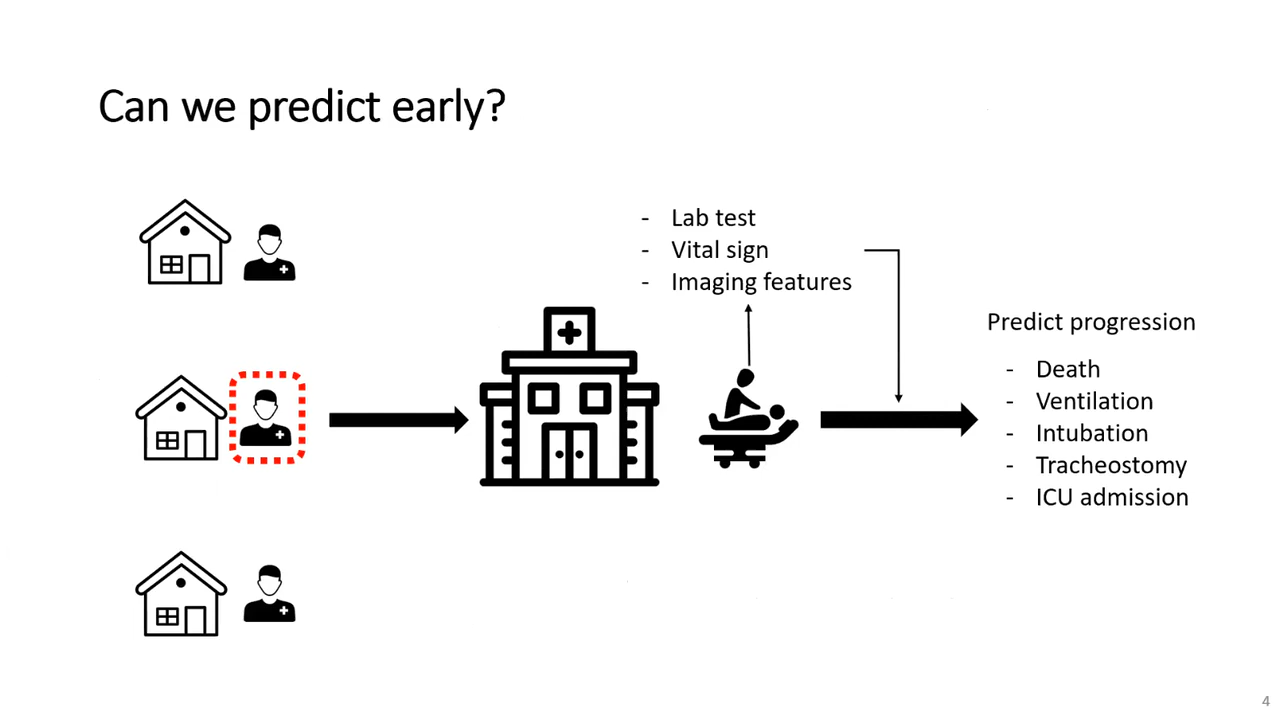 Can we predict early?
- Lab test
- Vital sign
- Imaging features
Predict progression
- Death
- Ventilation
- Intubation
- Tracheostomy
- ICU admission
4